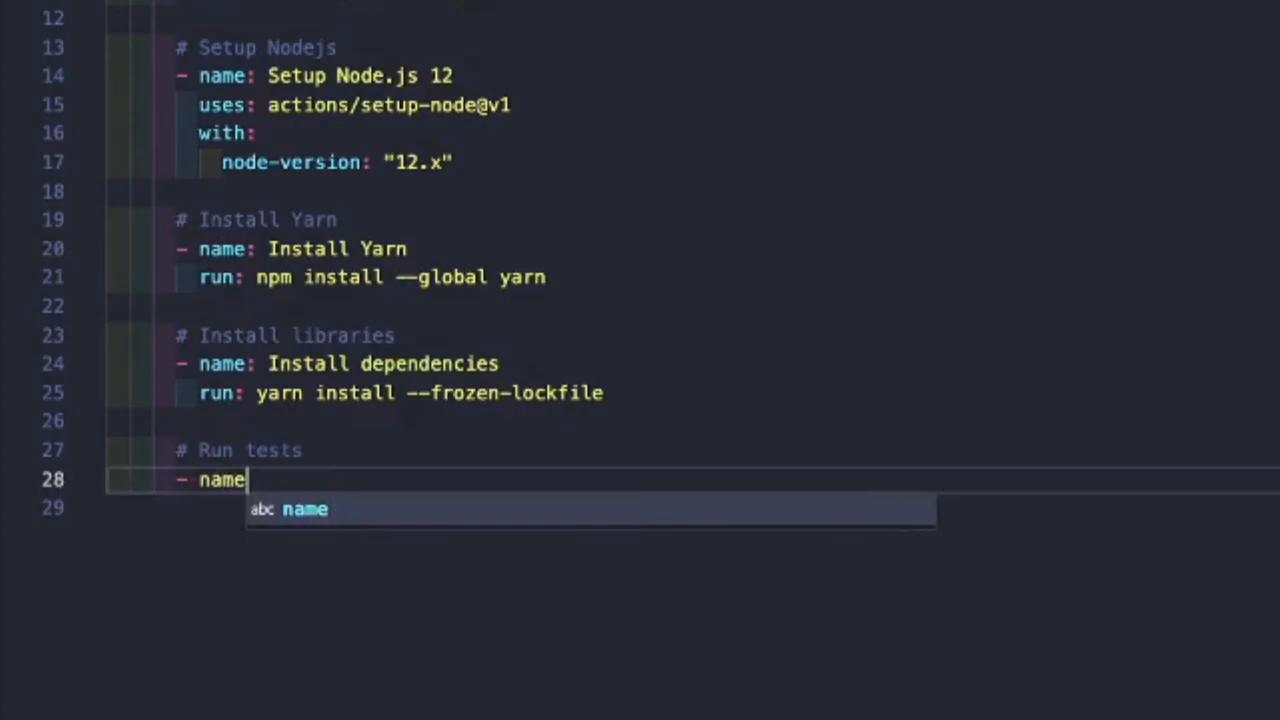 12
13 # Setup Nodejs
14 - name: Setup Node.js 12
15 uses: actions/setup-node@v1
16 with:
17 node-version: "12.x"
18
19 # Install Yarn
20 - name: Install Yarn
21 run: npm install --global yarn
22
23 # Install libraries
24 - name: Install dependencies
25 run: yarn install --frozen-lockfile
26
27 # Run tests
28 - name
29 abc name